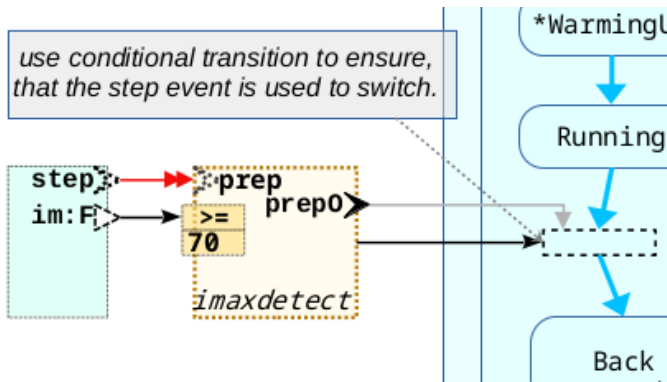 *WarmingU
use conditional transition to ensure,
that the step event is used to switch.
Running
step
prep
prepO
im:F
>=
70
imaxdetect
Back